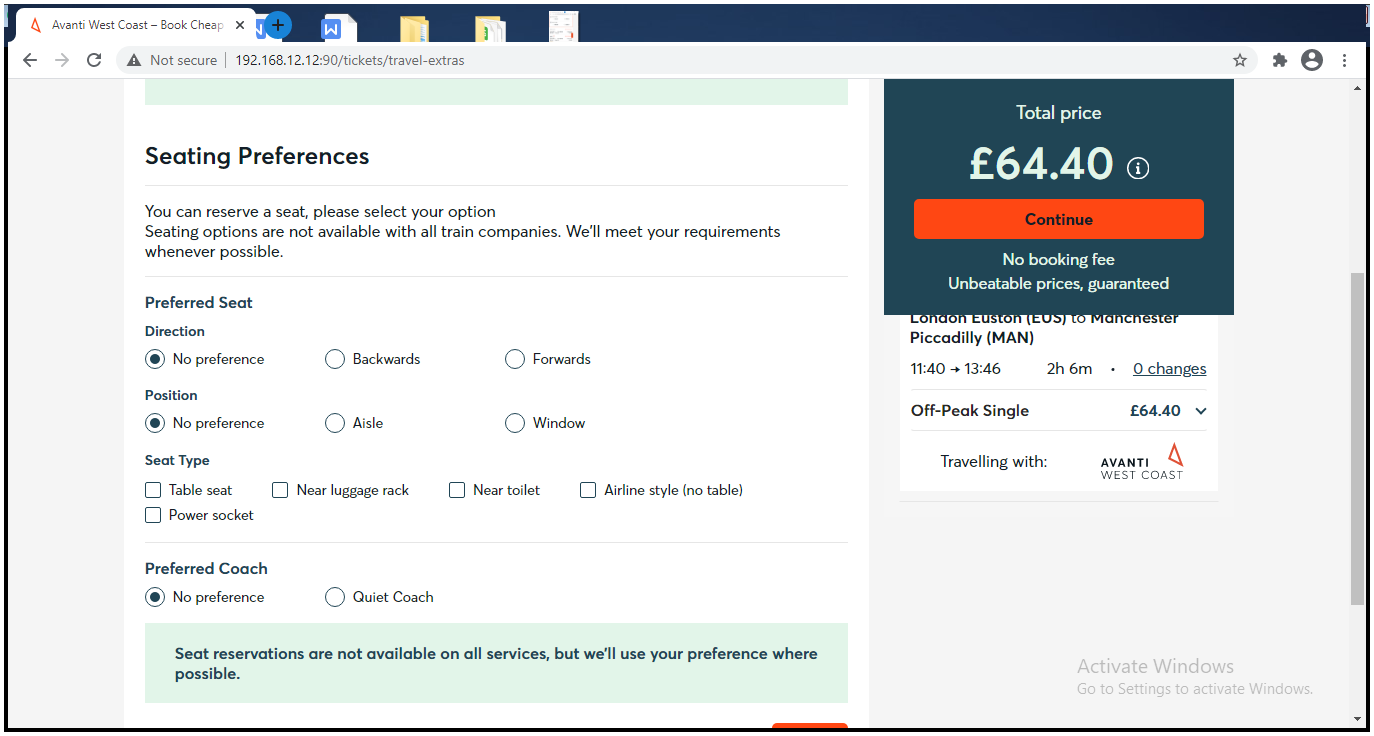 Avanti West Coast – Book Cheap
Not secure 192.168.12.12:90/tickets/travel-extras
Seating Preferences
You can reserve a seat, please select your option
Seating options are not available with all train companies. We'll meet your requirements
whenever possible.
Preferred Seat
Direction
No preference Backwards Forwards
Position
No preference Aisle Window
Seat Type
Table seat Near luggage rack Near toilet Airline style (no table)
Power socket
Preferred Coach
No preference Quiet Coach
Seat reservations are not available on all services, but we'll use your preference where
possible.
Total price
£64.40
Continue
No booking fee
Unbeatable prices, guaranteed
London Euston (EUS) to Manchester
Piccadilly (MAN)
11:40 → 13:46 2h 6m • 0 changes
Off-Peak Single £64.40
Travelling with: AVANTI
WEST COAST
Activate Windows
Go to Settings to activate Windows.